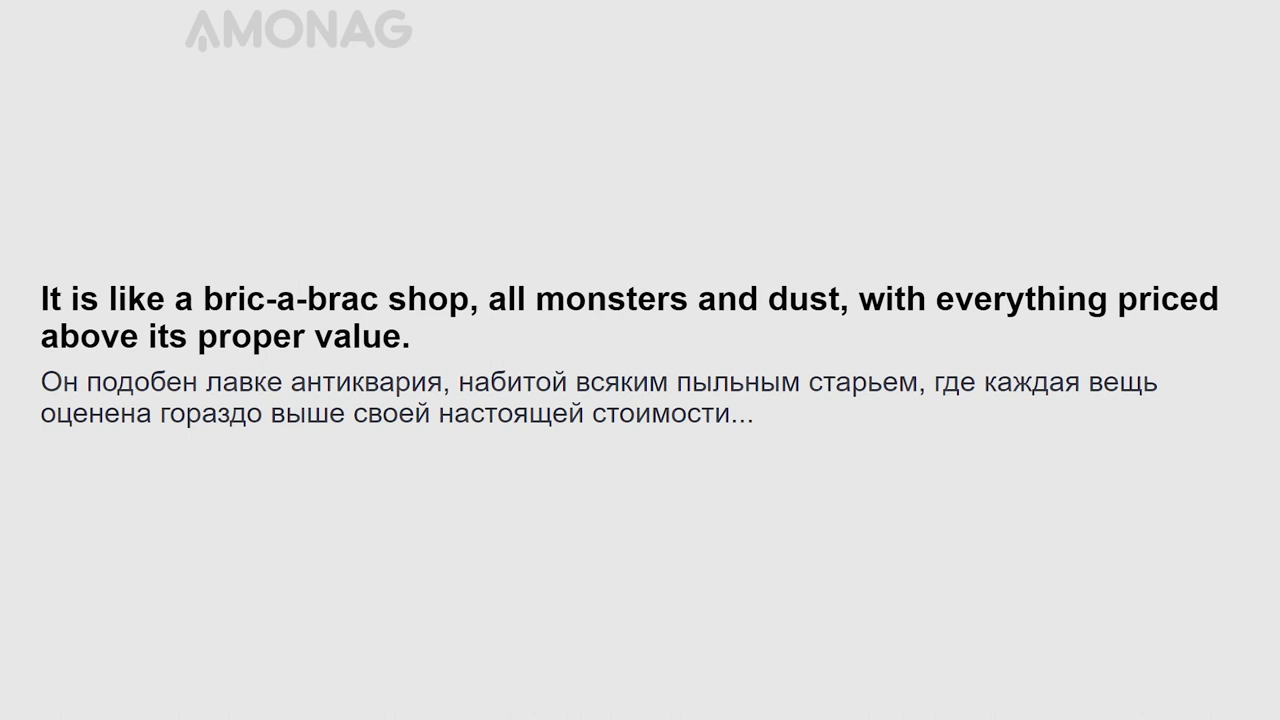 AMONAG
It is like a bric-a-brac shop, all monsters and dust, with everything priced
above its proper value.
Он подобен лавке антиквария, набитой всяким пыльным старьем, где каждая вещь
оценена гораздо выше своей настоящей стоимости...